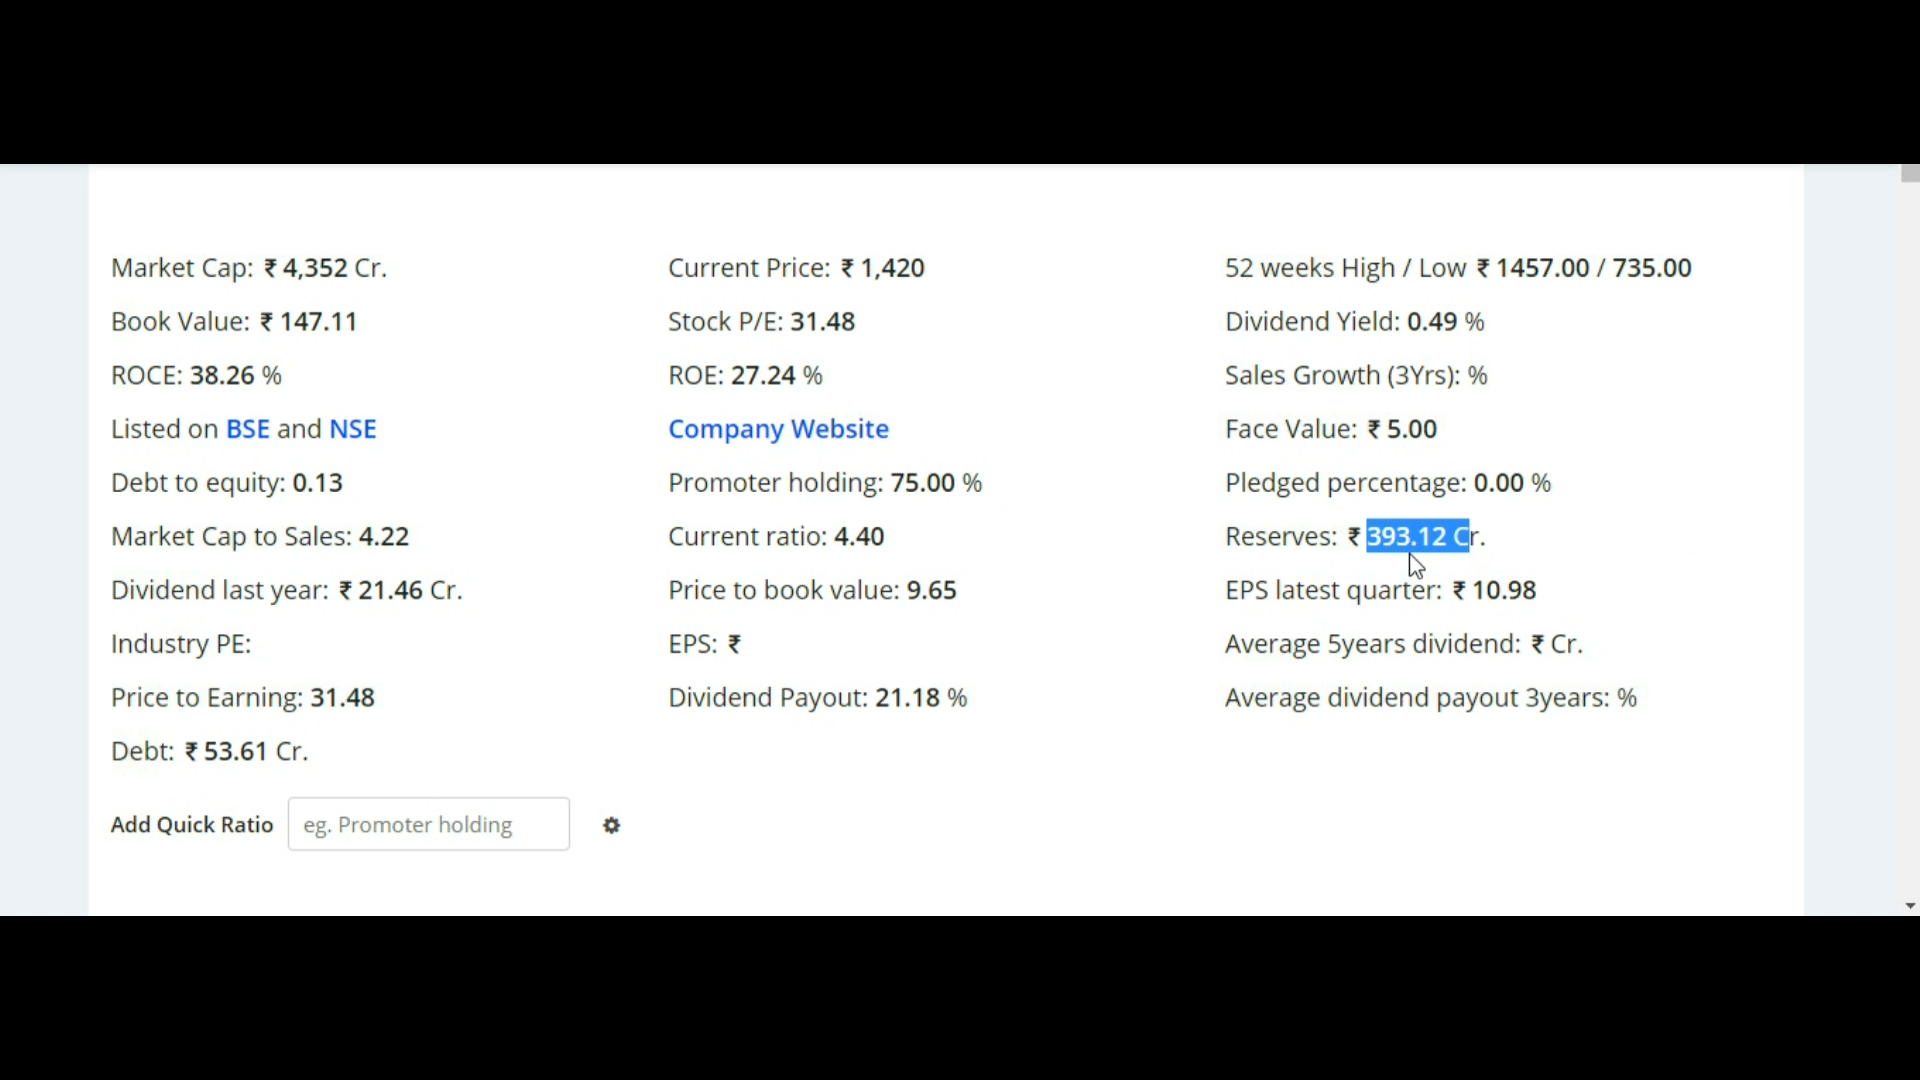 Market Cap: ₹ 4,352 Cr.
Current Price: ₹ 1,420
52 weeks High / Low ₹ 1457.00 / 735.00
Book Value: ₹ 147.11
Stock P/E: 31.48
Dividend Yield: 0.49 %
ROCE: 38.26 %
ROE: 27.24 %
Sales Growth (3Yrs): %
Listed on BSE and NSE
Company Website
Face Value: ₹ 5.00
Debt to equity: 0.13
Promoter holding: 75.00 %
Pledged percentage: 0.00 %
Market Cap to Sales: 4.22
Current ratio: 4.40
Reserves: ₹ 393.12 Cr.
Dividend last year: ₹ 21.46 Cr.
Price to book value: 9.65
EPS latest quarter: ₹ 10.98
Industry PE:
EPS: ₹
Average 5years dividend: ₹ Cr.
Price to Earning: 31.48
Dividend Payout: 21.18 %
Average dividend payout 3years: %
Debt: ₹ 53.61 Cr.
Add Quick Ratio
eg. Promoter holding